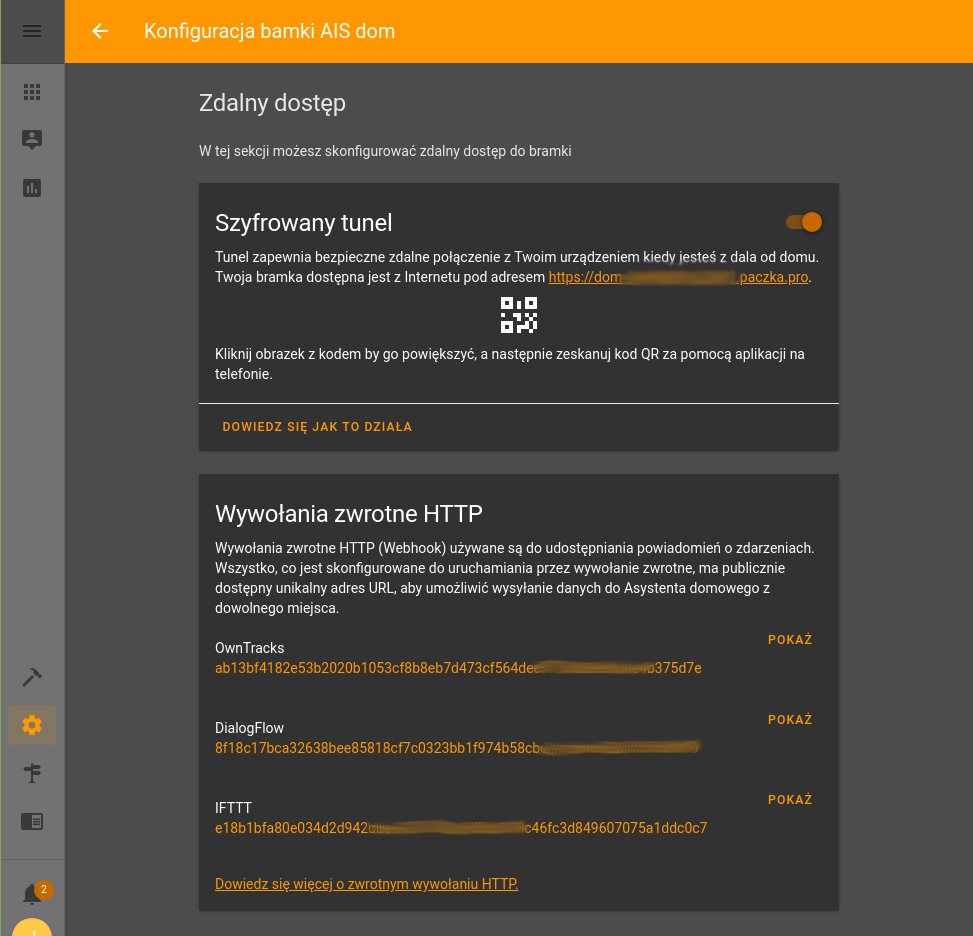 Konfiguracja bamki AIS dom
Zdalny dostęp
W tej sekcji możesz skonfigurować zdalny dostęp do bramki
Szyfrowany tunel
Tunel zapewnia bezpieczne zdalne połączenie z Twoim urządzeniem kiedy jesteś z dala od domu.
Twoja bramka dostępna jest z Internetu pod adresem https://dom .paczka.pro.
Kliknij obrazek z kodem by go powiększyć, a następnie zeskanuj kod QR za pomocą aplikacji na
telefonie.
DOWIEDZ SIĘ JAK TO DZIAŁA
Wywołania zwrotne HTTP
Wywołania zwrotne HTTP (Webhook) używane są do udostępniania powiadomień o zdarzeniach.
Wszystko, co jest skonfigurowane do uruchamiania przez wywołanie zwrotne, ma publicznie
dostępny unikalny adres URL, aby umożliwić wysyłanie danych do Asystenta domowego z
dowolnego miejsca.
OwnTracks
POKAŻ
ab13bf4182e53b2020b1053cf8b8eb7d473cf564de b375d7e
DialogFlow
POKAŻ
8f18c17bca32638bee85818cf7c0323bb1f974b58cb
IFTTT
POKAŻ
e18b1bfa80e034d2d942 c46fc3d849607075a1ddc0c7
Dowiedz się więcej o zwrotnym wywołaniu HTTP.
2